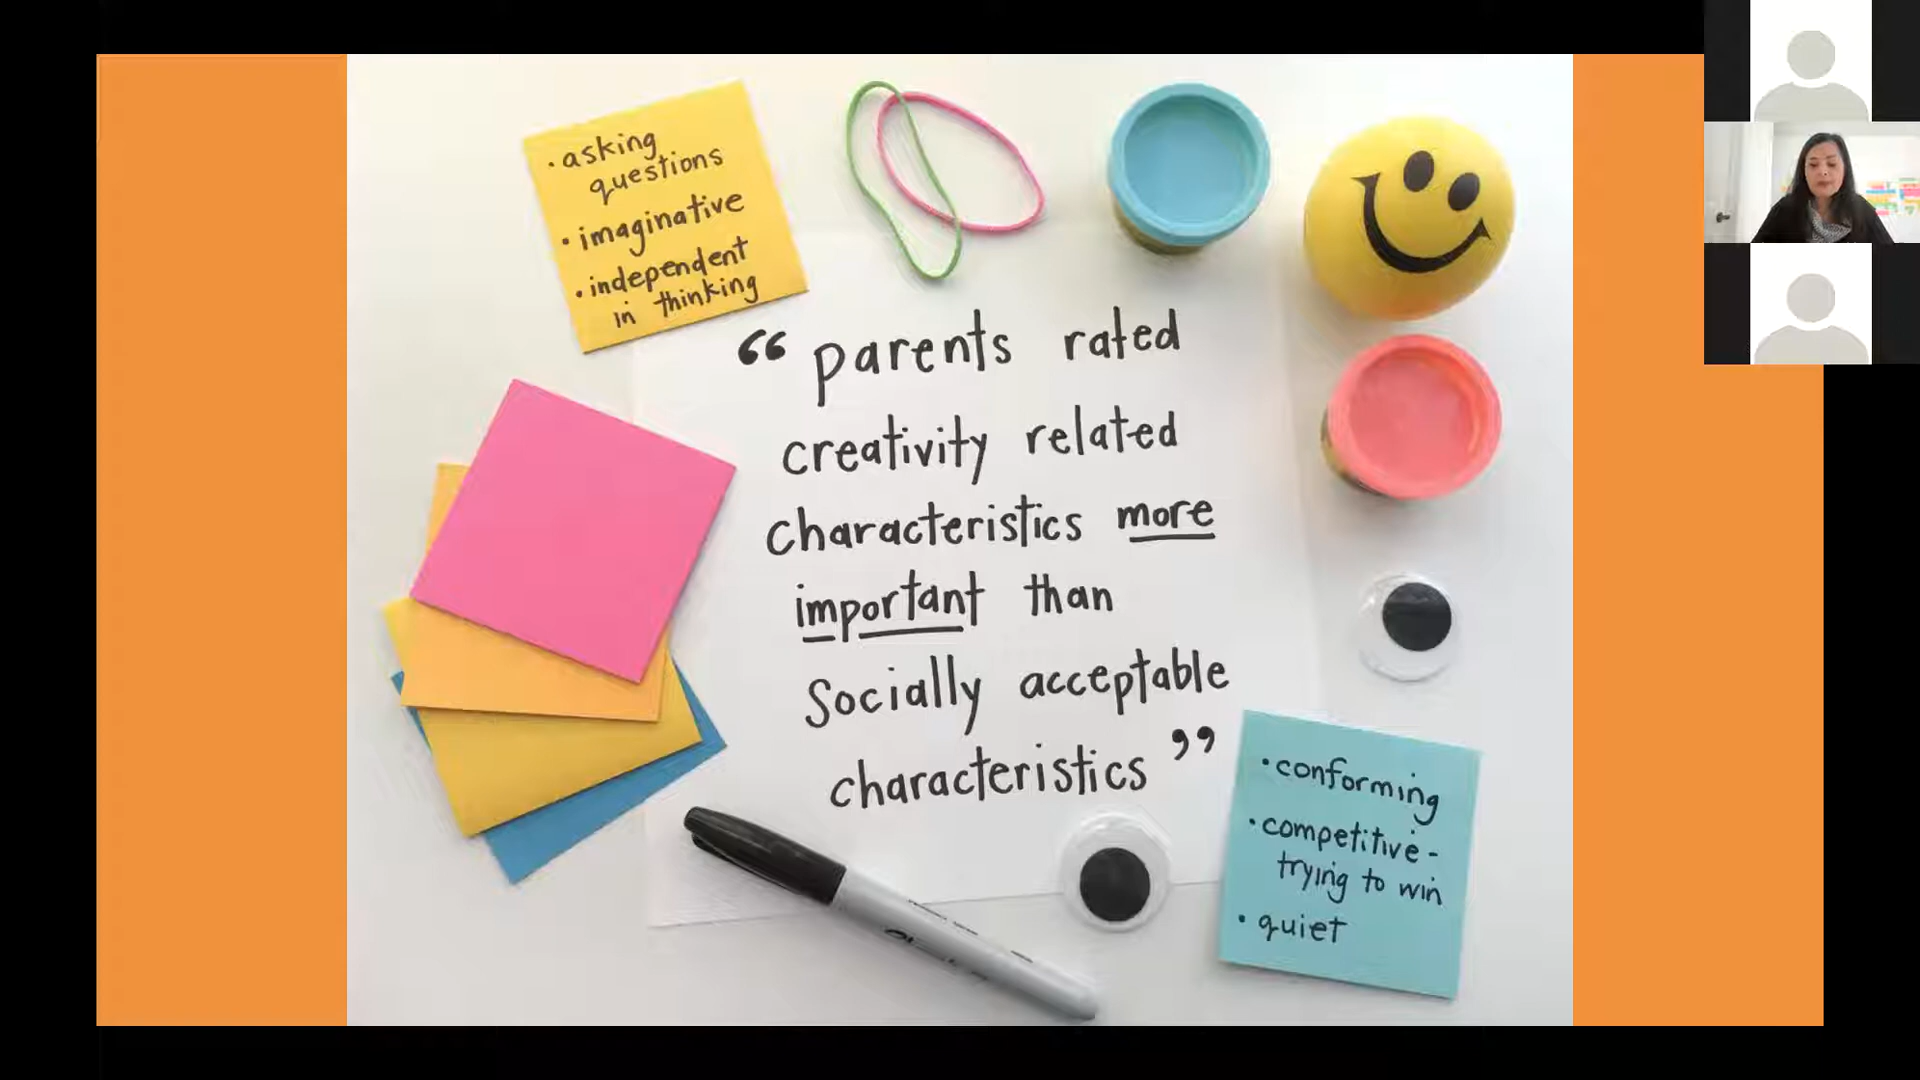 • asking
questions
• imaginative
• independent
in thinking
“ parents rated
creativity related
characteristics more
important than
Socially acceptable
characteristics ”
• conforming
• competitive -
trying to win
• quiet